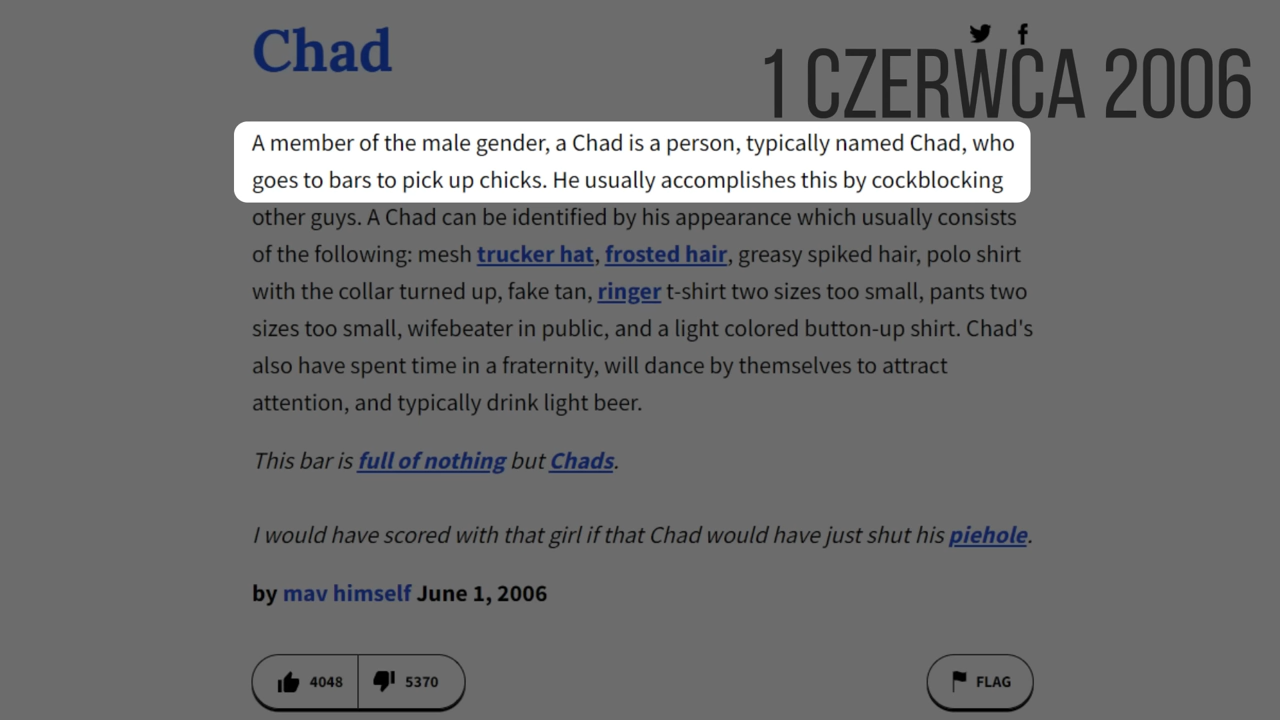 Chad
1 CZERWCA 2006
A member of the male gender, a Chad is a person, typically named Chad, who
goes to bars to pick up chicks. He usually accomplishes this by cockblocking
other guys. A Chad can be identified by his appearance which usually consists
of the following: mesh trucker hat, frosted hair, greasy spiked hair, polo shirt
with the collar turned up, fake tan, ringer t-shirt two sizes too small, pants two
sizes too small, wifebeater in public, and a light colored button-up shirt. Chad's
also have spent time in a fraternity, will dance by themselves to attract
attention, and typically drink light beer.
This bar is full of nothing but Chads.
I would have scored with that girl if that Chad would have just shut his piehole.
by mav himself June 1, 2006
4048 5370 FLAG